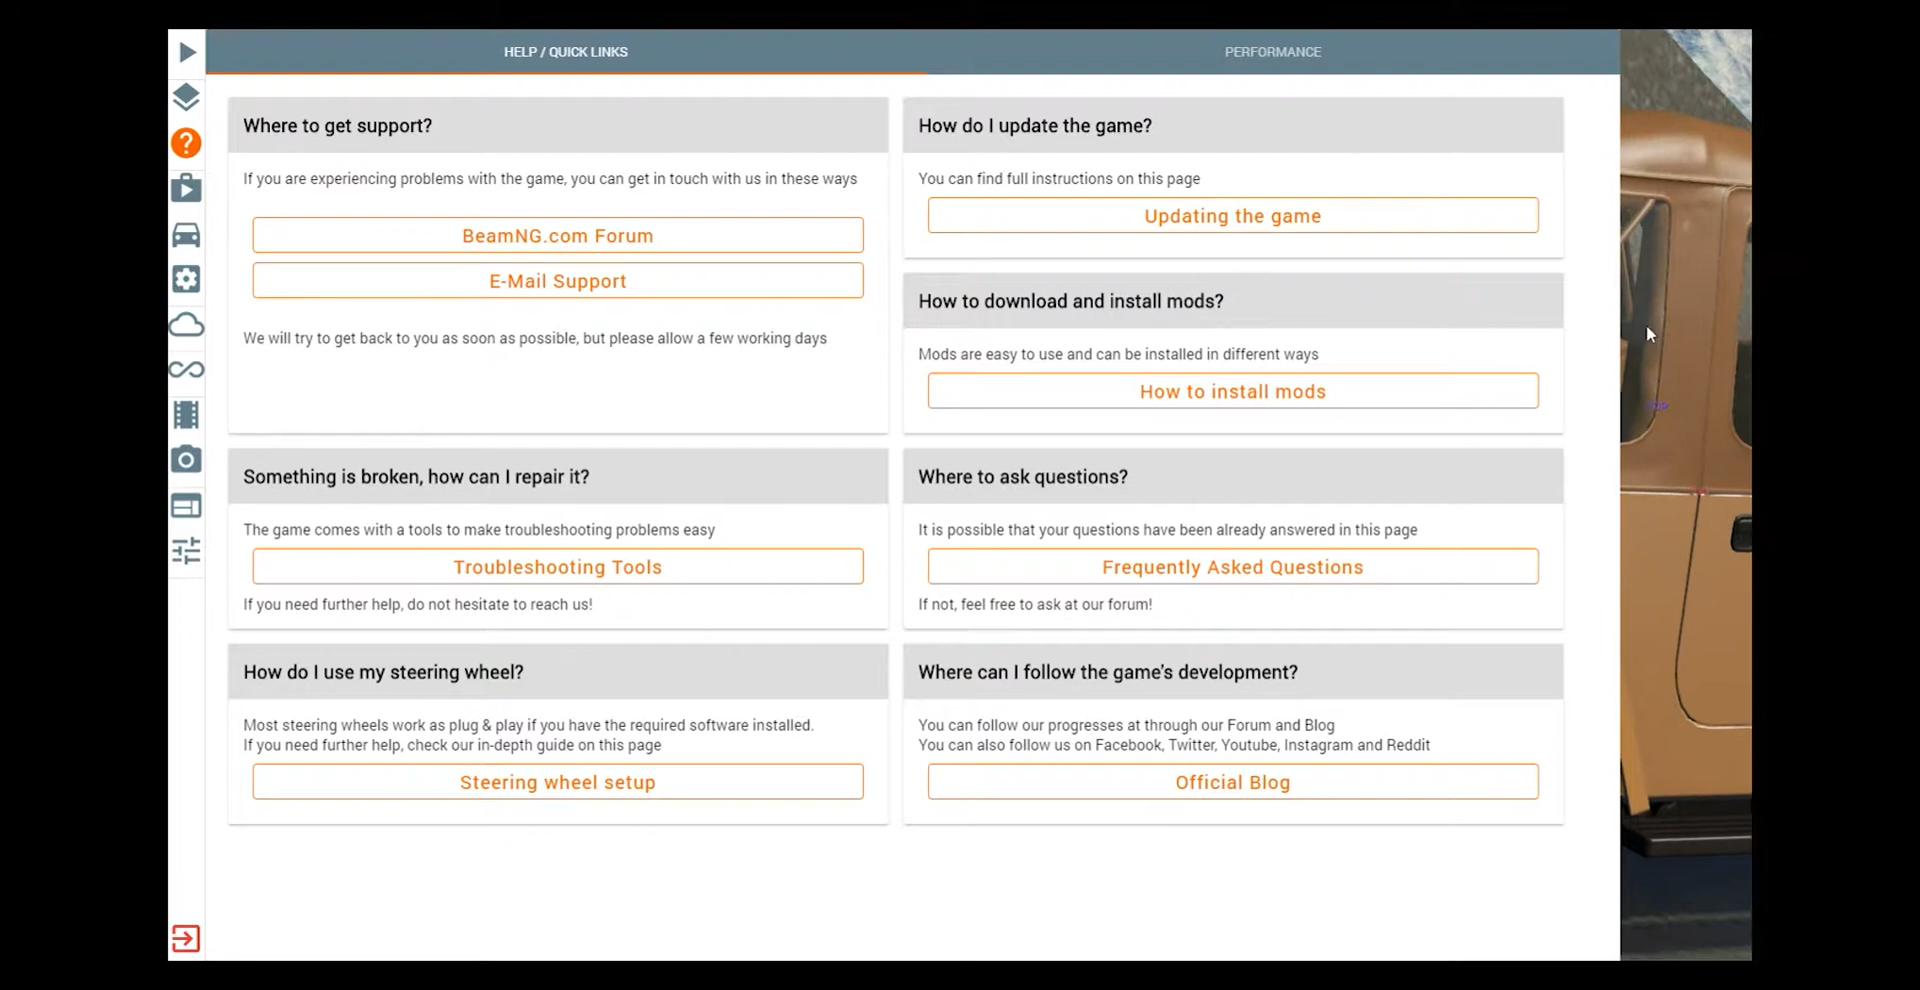 HELP / QUICK LINKS
PERFORMANCE
Where to get support?
If you are experiencing problems with the game, you can get in touch with us in these ways
BeamNG.com Forum
E-Mail Support
We will try to get back to you as soon as possible, but please allow a few working days
How do I update the game?
You can find full instructions on this page
Updating the game
How to download and install mods?
Mods are easy to use and can be installed in different ways
How to install mods
Something is broken, how can I repair it?
The game comes with a tools to make troubleshooting problems easy
Troubleshooting Tools
If you need further help, do not hesitate to reach us!
Where to ask questions?
It is possible that your questions have been already answered in this page
Frequently Asked Questions
If not, feel free to ask at our forum!
How do I use my steering wheel?
Most steering wheels work as plug & play if you have the required software installed.
If you need further help, check our in-depth guide on this page
Steering wheel setup
Where can I follow the game's development?
You can follow our progresses at through our Forum and Blog
You can also follow us on Facebook, Twitter, Youtube, Instagram and Reddit
Official Blog